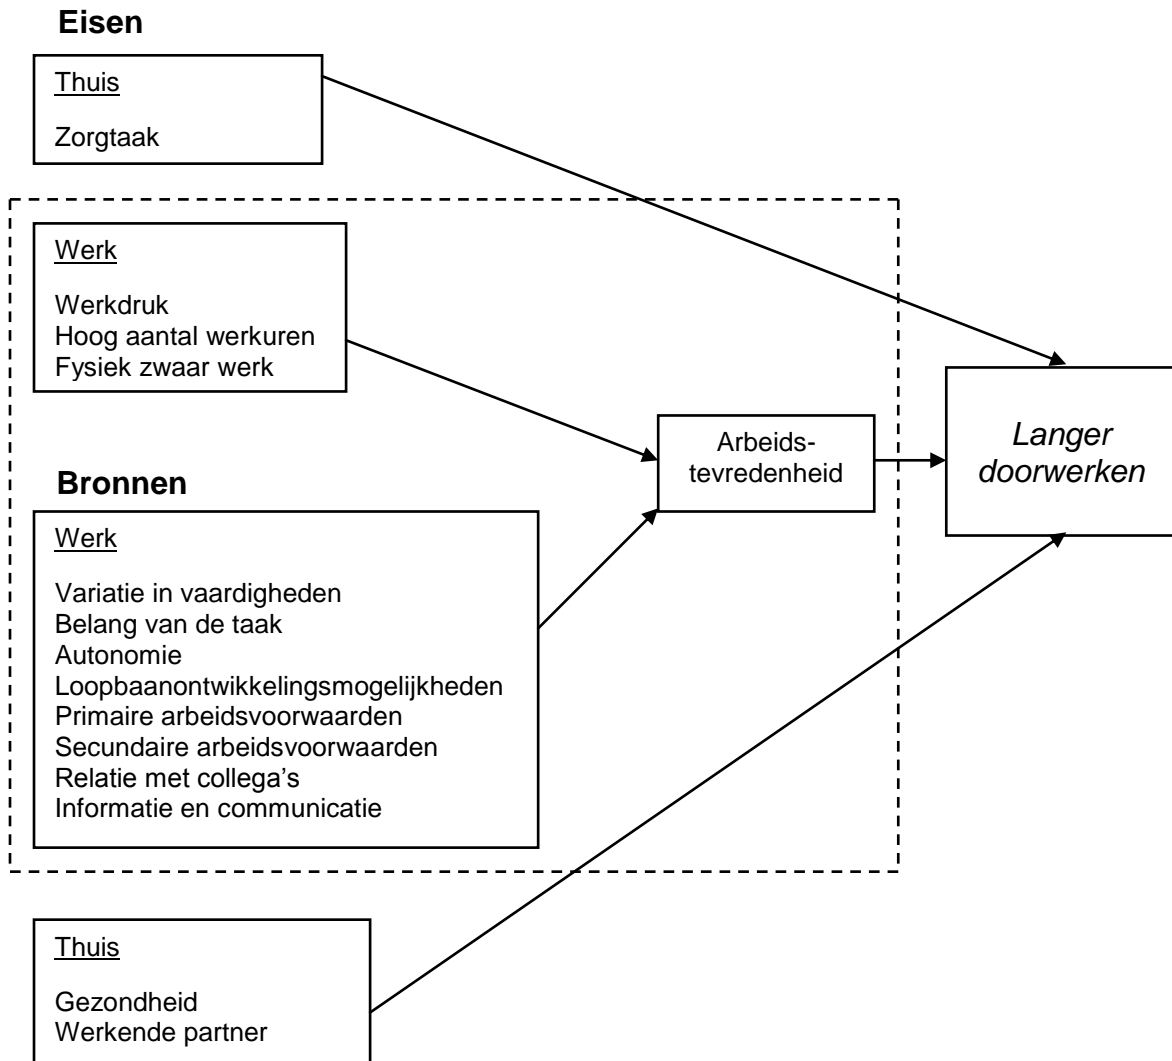 Eisen
Thuis
Zorgtaak
Werk
Werkdruk
Hoog aantal werkuren
Fysiek zwaar werk
Arbeids-
tevredenheid
Langer
doorwerken
Bronnen
Werk
Variatie in vaardigheden
Belang van de taak
Autonomie
Loopbaanontwikkelingsmogelijkheden
Primaire arbeidsvoorwaarden
Secundaire arbeidsvoorwaarden
Relatie met collega’s
Informatie en communicatie
Thuis
Gezondheid
Werkende partner